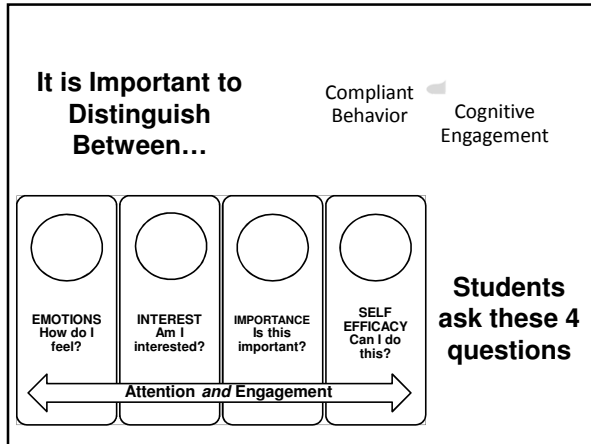 It is Important to
Distinguish
Between…
Compliant
Behavior
Cognitive
Engagement
EMOTIONS
How do I
feel?
INTEREST
Am I
interested?
IMPORTANCE
Is this
important?
SELF
EFFICACY
Can I do
this?
Attention and Engagement
Students
ask these 4
questions